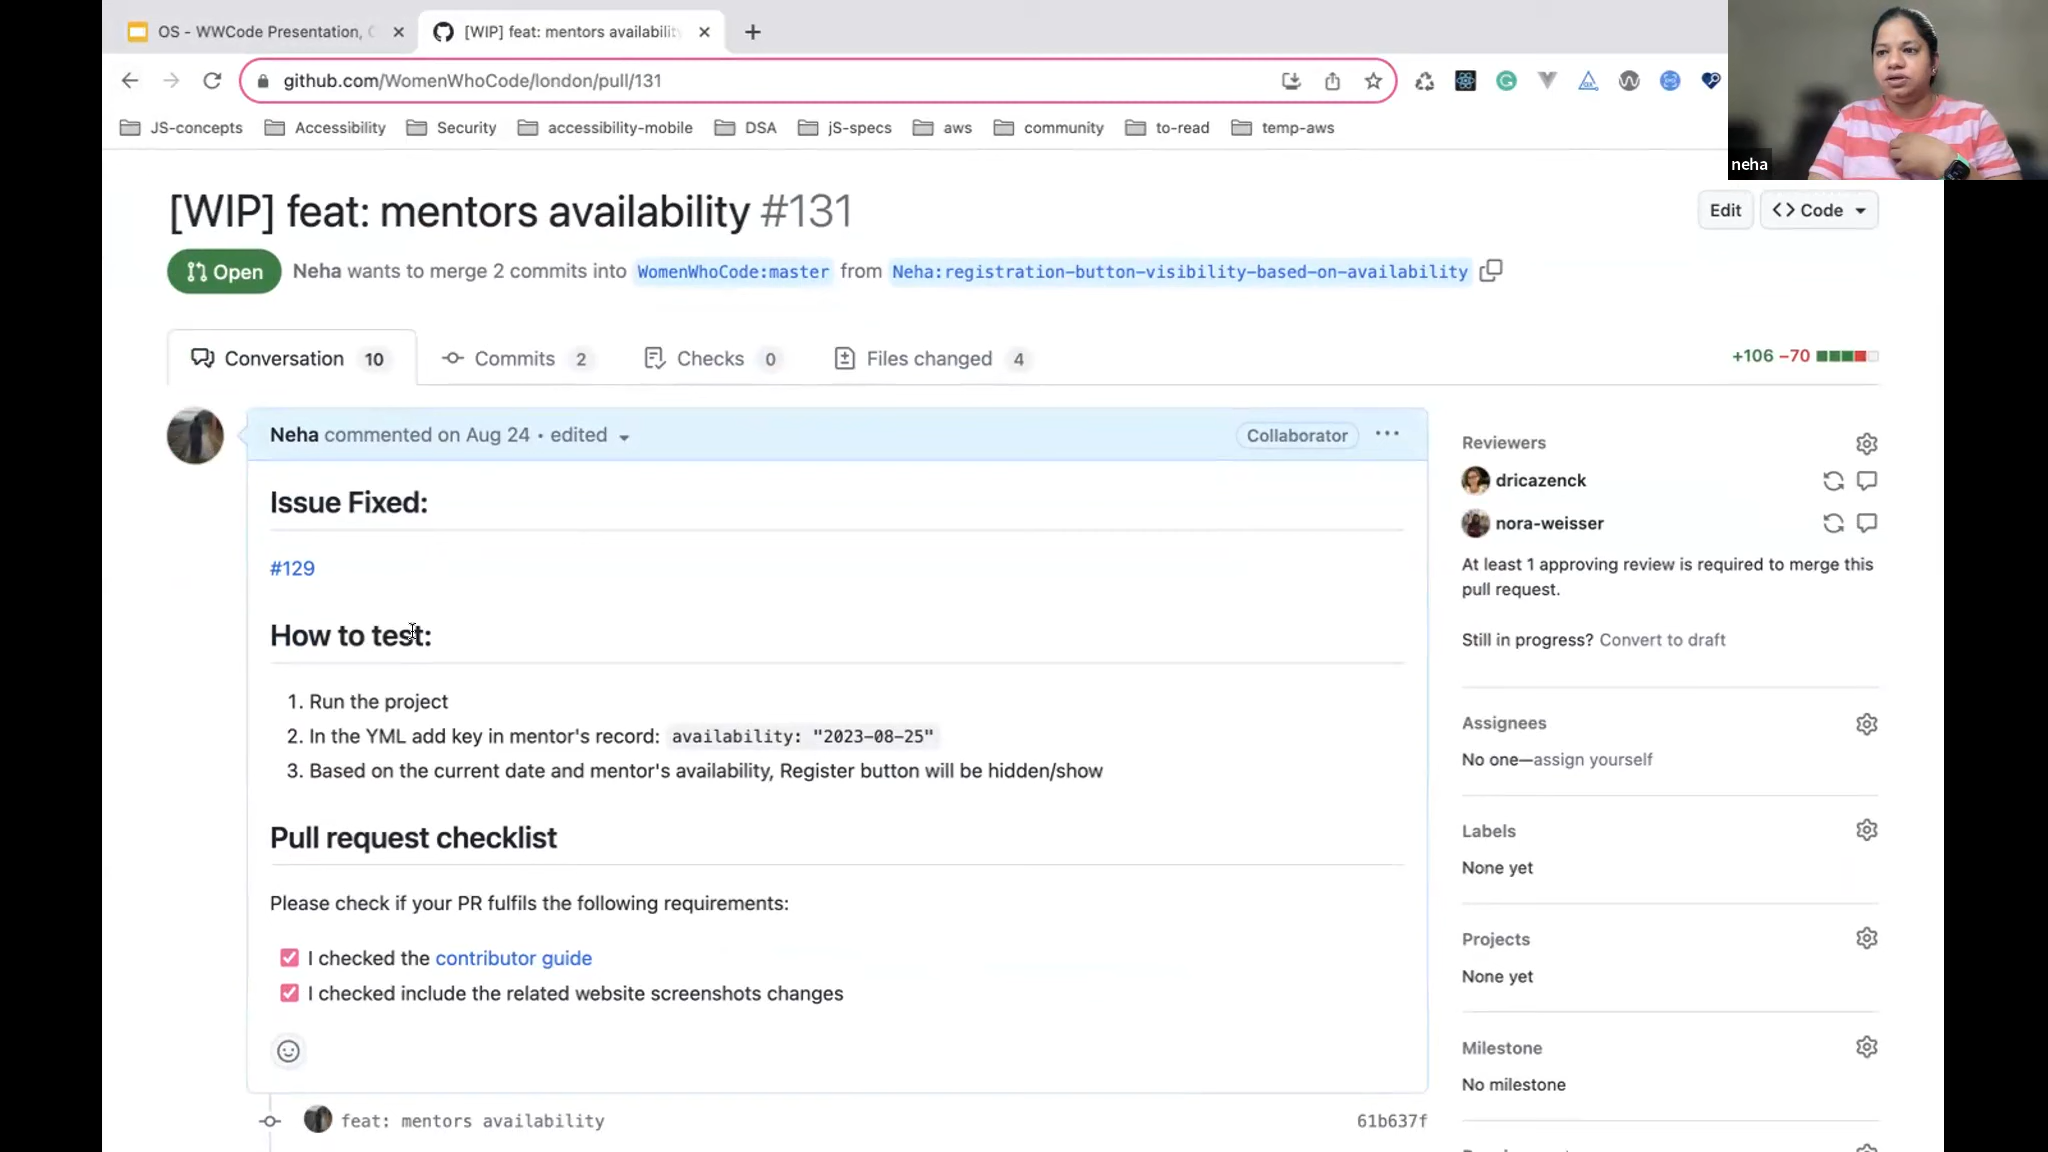 OS - WWCode Presentation,
[WIP] feat: mentors availabilit
github.com/WomenWhoCode/london/pull/131
JS-concepts
Accessibility
Security
accessibility-mobile
DSA
jS-specs
aws
community
to-read
temp-aws
neha
[WIP] feat: mentors availability #131
Edit
<> Code
Open
Neha wants to merge 2 commits into WomenWhoCode:master from Neha:registration-button-visibility-based-on-availability
Conversation 10
Commits 2
Checks 0
Files changed 4
+106 −70
Neha commented on Aug 24 • edited
Collaborator
Issue Fixed:
#129
How to test:
1. Run the project
2. In the YML add key in mentor's record: availability: "2023-08-25"
3. Based on the current date and mentor's availability, Register button will be hidden/show
Pull request checklist
Please check if your PR fulfils the following requirements:
I checked the contributor guide
I checked include the related website screenshots changes
feat: mentors availability
61b637f
Reviewers
dricazenck
nora-weisser
At least 1 approving review is required to merge this
pull request.
Still in progress? Convert to draft
Assignees
No one—assign yourself
Labels
None yet
Projects
None yet
Milestone
No milestone